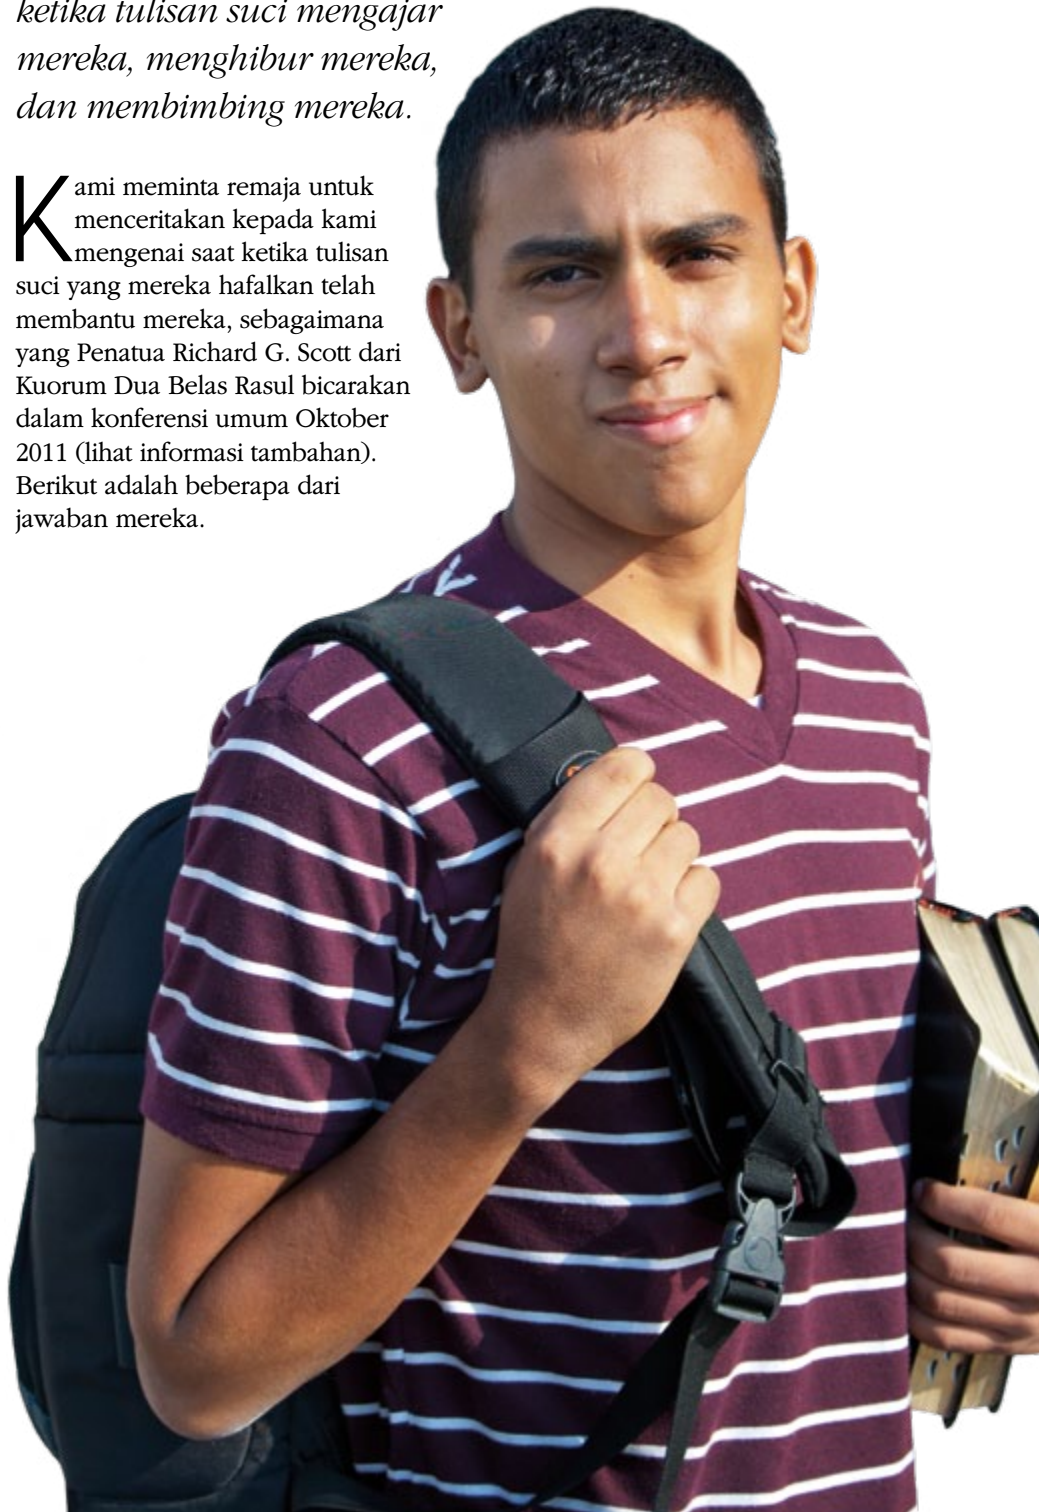 ketika tulisan suci mengajar
mereka, menghibur mereka,
dan membimbing mereka.
Kami meminta remaja untuk
menceritakan kepada kami
mengenai saat ketika tulisan
suci yang mereka hafalkan telah
membantu mereka, sebagaimana
yang Penatua Richard G. Scott dari
Kuorum Dua Belas Rasul bicarakan
dalam konferensi umum Oktober
2011 (lihat informasi tambahan).
Berikut adalah beberapa dari
jawaban mereka.